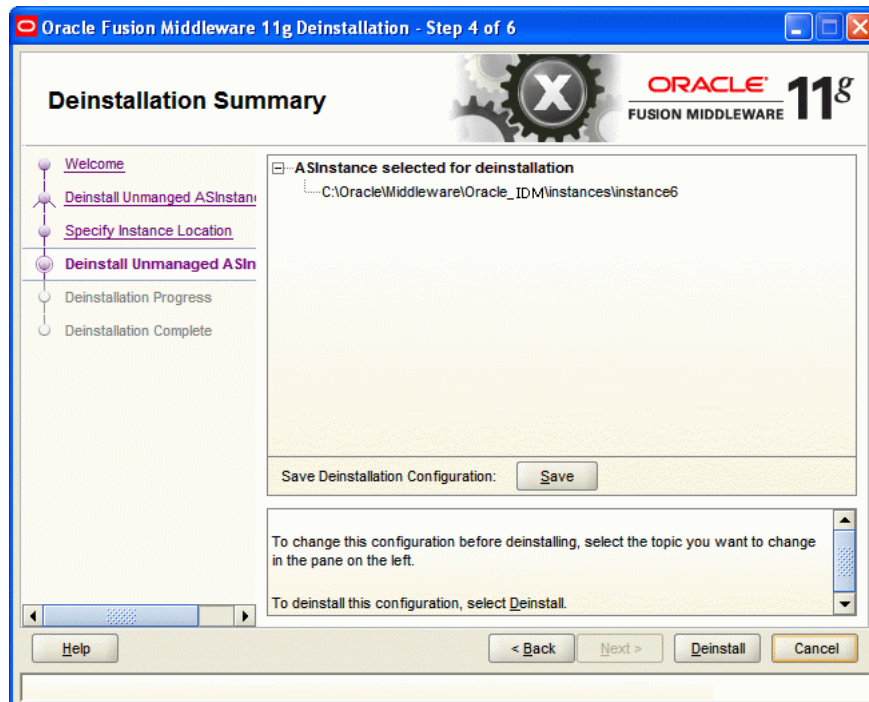 Oracle Fusion Middleware 11g Deinstallation - Step 4 of 6
Deinstallation Summary
ORACLE
FUSION MIDDLEWARE
11g
Welcome
Deinstall Unmanged ASInstan
Specify Instance Location
Deinstall Unmanaged ASIn
Deinstallation Progress
Deinstallation Complete
ASInstance selected for deinstallation
C:\Oracle\Middleware\Oracle_IDM\instances\instance6
Save Deinstallation Configuration:
Save
To change this configuration before deinstalling, select the topic you want to change
in the pane on the left.
To deinstall this configuration, select Deinstall.
Help
< Back
Next >
Deinstall
Cancel